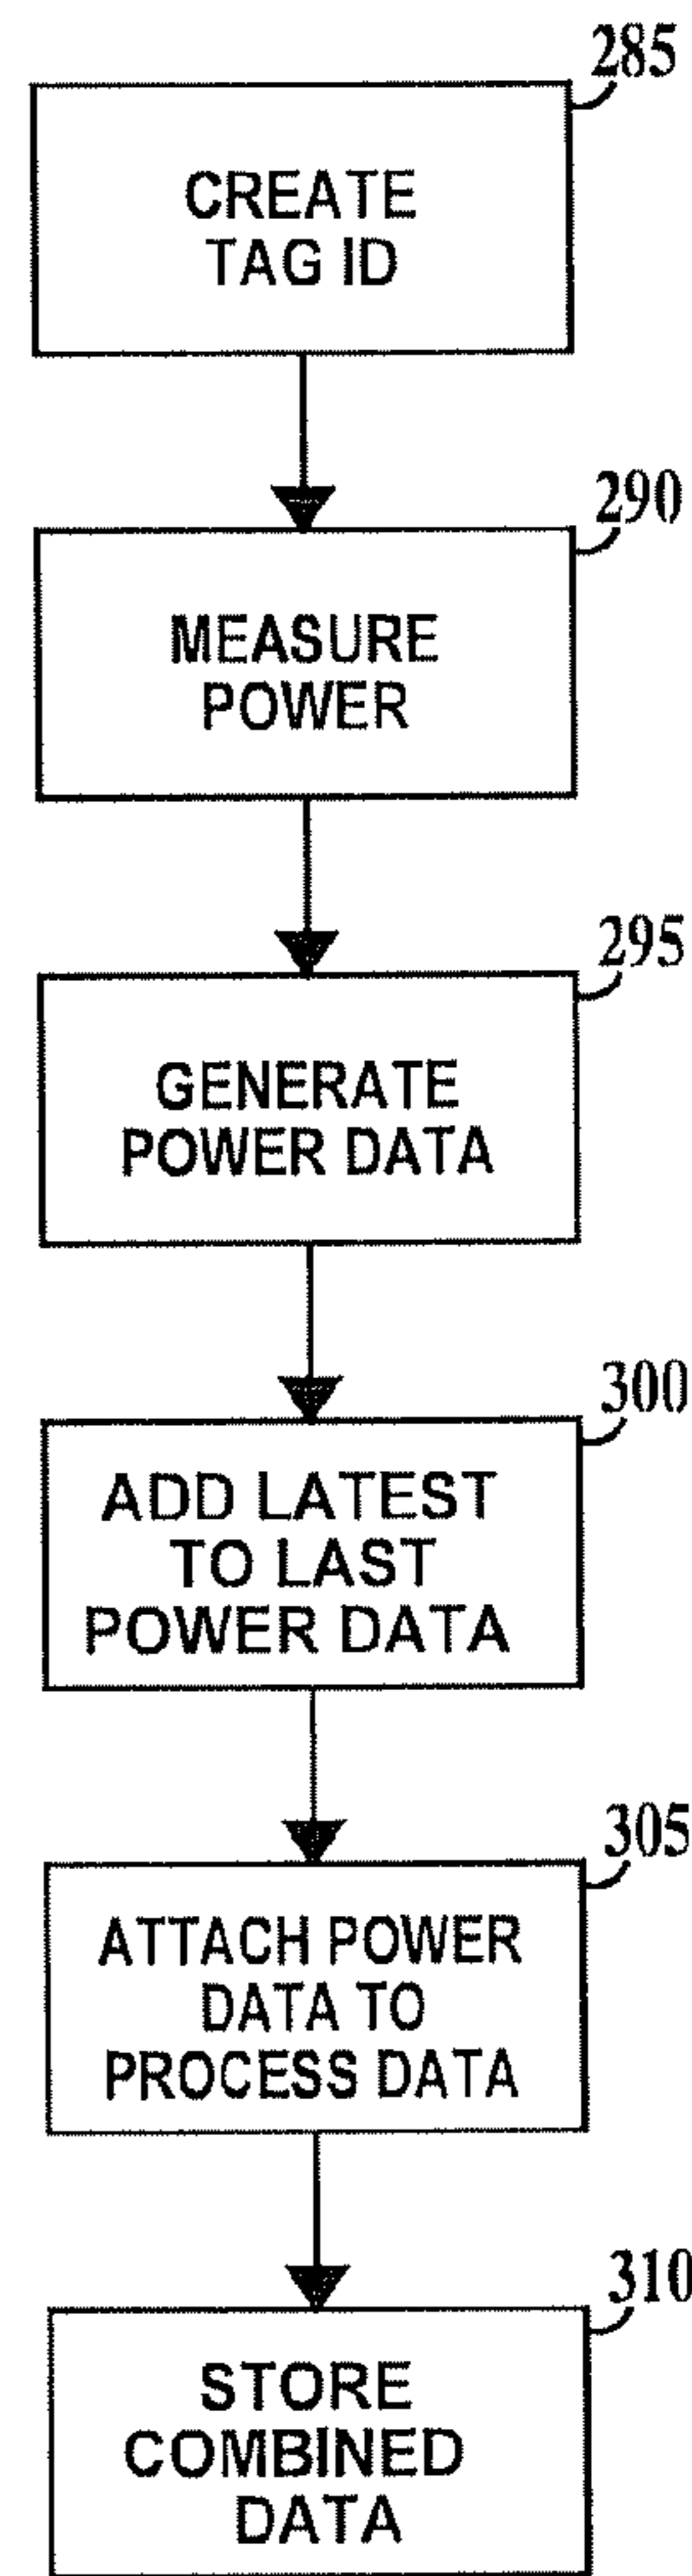 285
CREATE
TAG ID
290
MEASURE
POWER
295
GENERATE
POWER DATA
300
ADD LATEST
TO LAST
POWER DATA
305
ATTACH POWER
DATA TO
PROCESS DATA
310
STORE
COMBINED
DATA